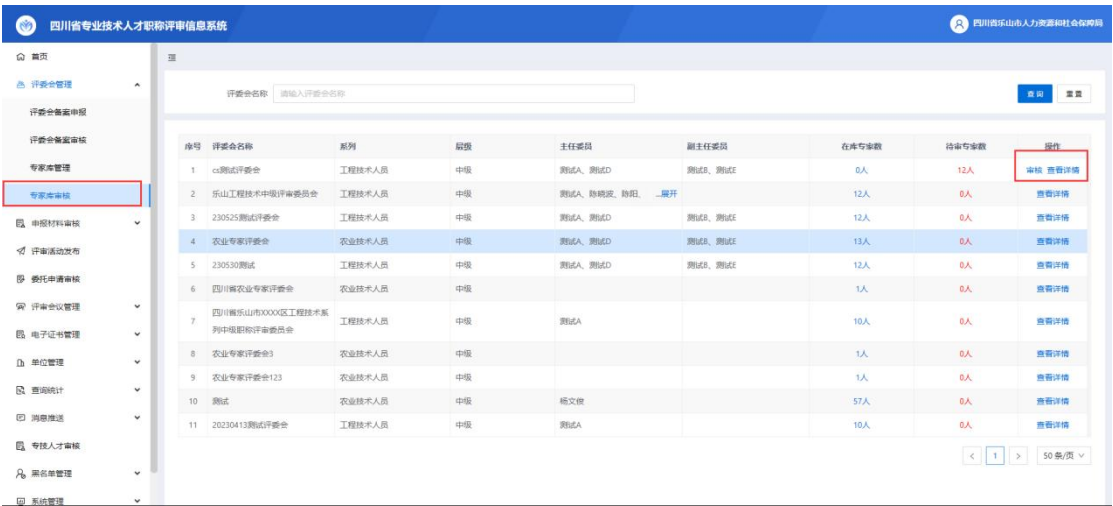 四川省专业技术人才职称评审信息系统
四川省乐山市人力资源和社会保障局
首页
评委会管理
评委会备案申报
评委会备案审核
专家库管理
专家库审核
申报材料审核
评审活动发布
委托申请审核
评审会议管理
电子证书管理
单位管理
查询统计
消息推送
专技人才审核
黑名单管理
系统管理
评委会名称 请输入评委会名称 查询 重置
序号 评委会名称 系列 层级 主任委员 副主任委员 在库专家数 待审专家数 操作
1 cs测试评委会 工程技术人员 中级 测试A、测试D 测试B、测试E 0人 12人 审核 查看详情
2 乐山工程技术中级评审委员会 工程技术人员 中级 测试A、陈晓波、陈阳、 ...展开 12人 0人 查看详情
3 230525测试评委会 工程技术人员 中级 测试A、测试D 测试B、测试E 12人 0人 查看详情
4 农业专家评委会 农业技术人员 中级 测试A、测试D 测试B、测试E 13人 0人 查看详情
5 230530测试 工程技术人员 中级 测试A、测试D 测试B、测试E 12人 0人 查看详情
6 四川省农业专家评委会 农业技术人员 中级 1人 0人 查看详情
7 四川省乐山市XXXX区工程技术系 工程技术人员 中级 测试A 10人 0人 查看详情
列中级职称评审委员会
8 农业专家评委会3 农业技术人员 中级 1人 0人 查看详情
9 农业专家评委会123 农业技术人员 中级 1人 0人 查看详情
10 测试 农业技术人员 中级 杨文俊 57人 0人 查看详情
11 20230413测试评委会 工程技术人员 中级 测试A 10人 0人 查看详情
< 1 > 50 条/页